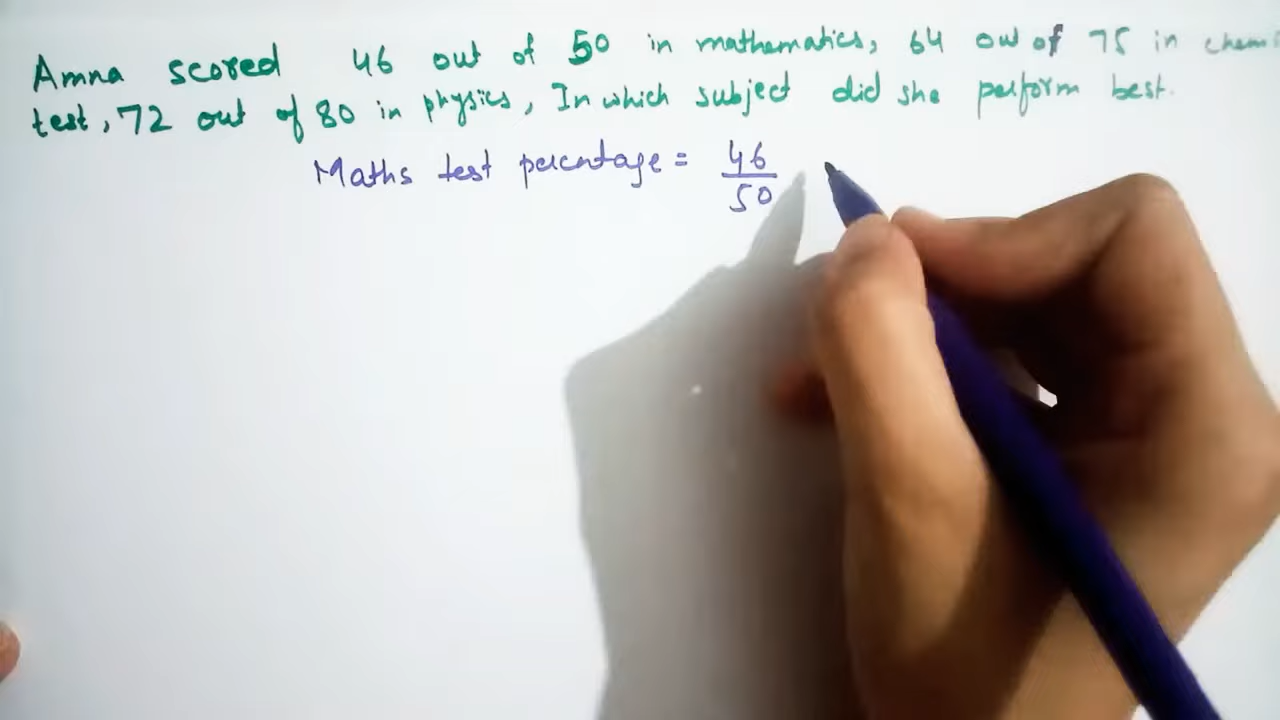 Amna scored 46 out of 50 in mathematics, 64 out of 75 in chemi
test, 72 out of 80 in physics, In which subject did she perform best.
Maths test percentage = 46
50